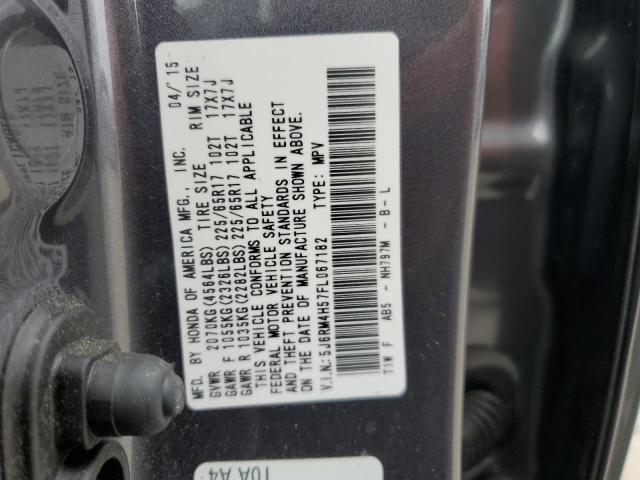 MFD. BY HONDA OF AMERICA MFG., INC. 04/'15
TIRE SIZE RIM SIZE
GVWR 2070KG(4564LBS)
GAWR F 1055KG(2326LBS) 225/65R17 102T 17X7J
GAWR R 1035KG(2282LBS) 225/65R17 102T 17X7J
THIS VEHICLE CONFORMS TO ALL APPLICABLE
FEDERAL MOTOR VEHICLE SAFETY
AND THEFT PREVENTION STANDARDS IN EFFECT
ON THE DATE OF MANUFACTURE SHOWN ABOVE.
V.I.N.:5J6RM4H57FL067182 TYPE: MPV
T1W F AB5 - NH797M - B - L
T0A A4